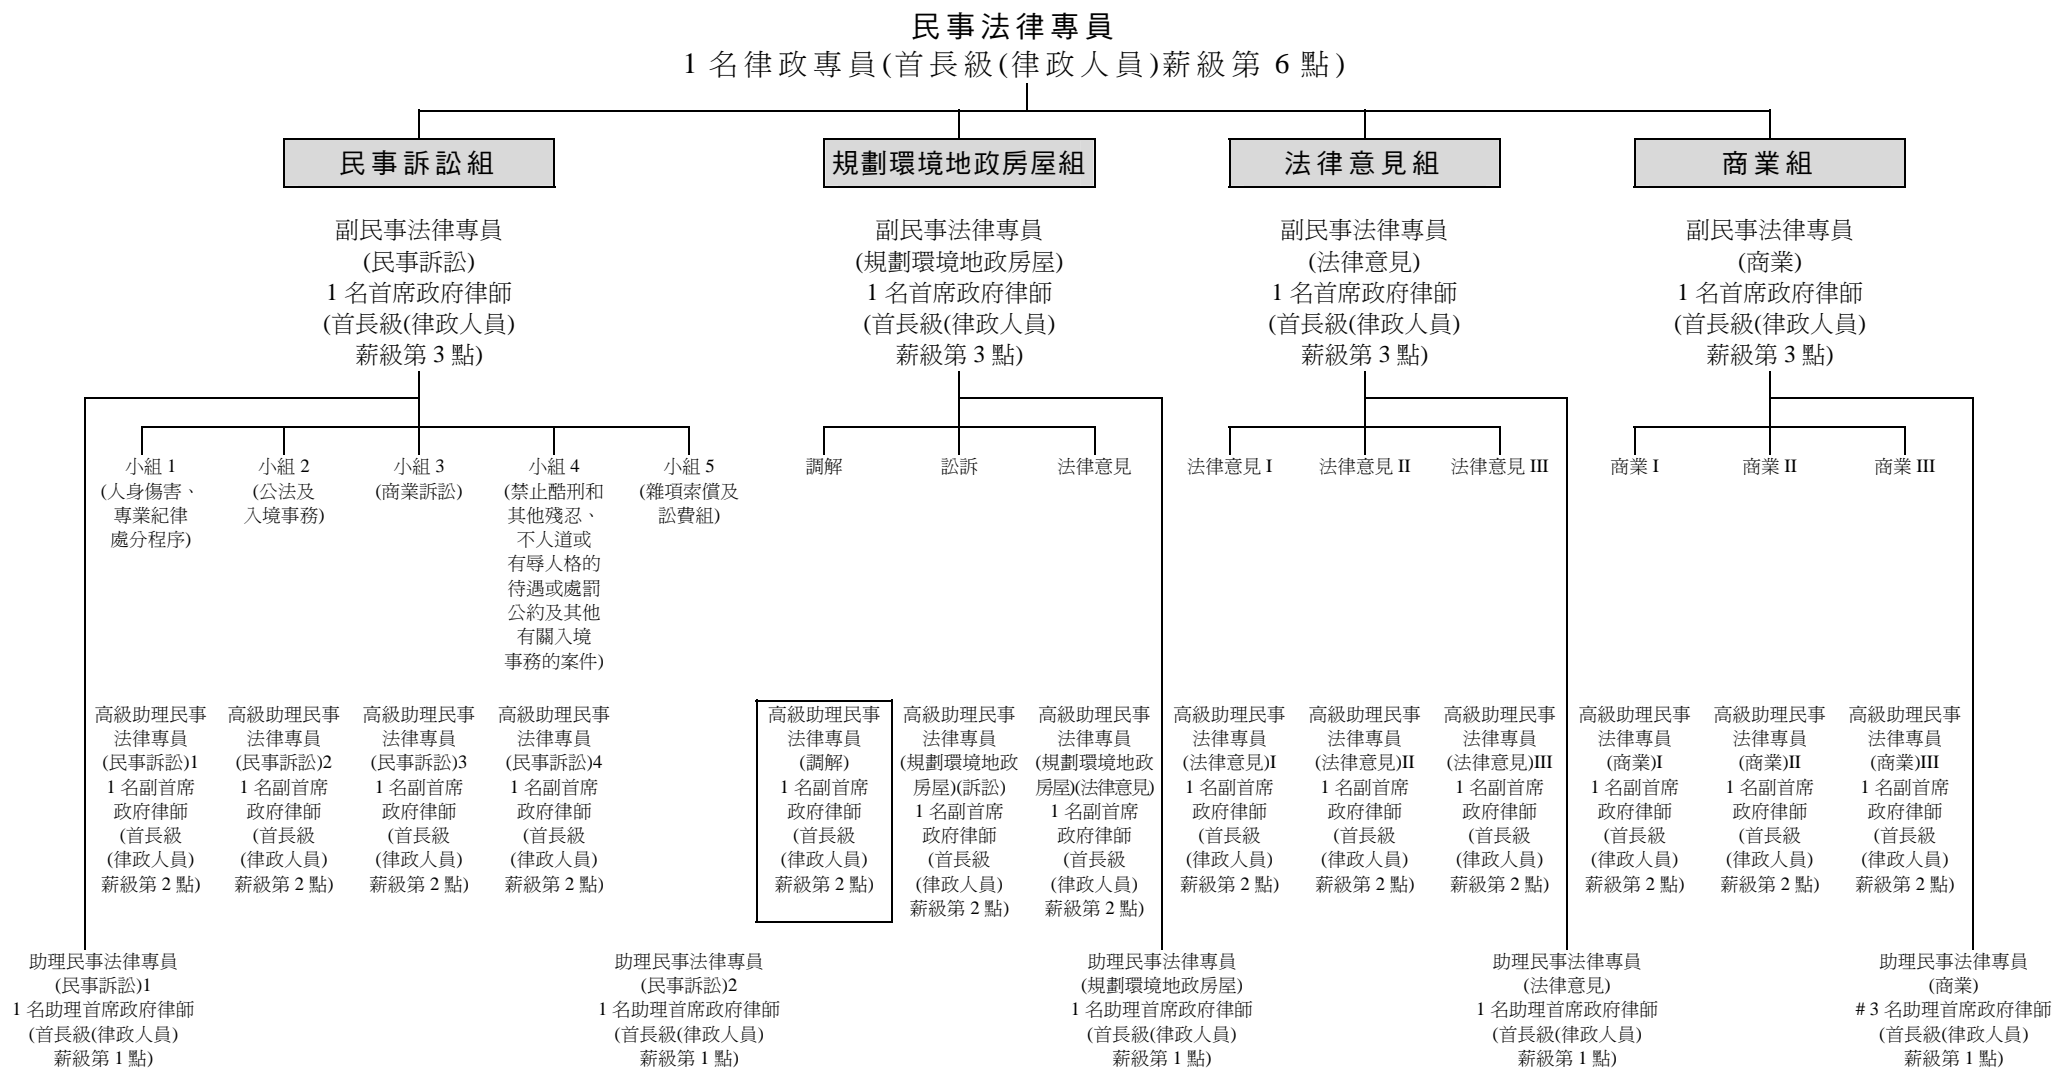 民事法律專員
1 名律政專員(首長級(律政人員)薪級第 6 點)
民事訴訟組
規劃環境地政房屋組
法律意見組
商業組
副民事法律專員
(民事訴訟)
1 名首席政府律師
(首長級(律政人員)
薪級第 3 點)
副民事法律專員
(規劃環境地政房屋)
1 名首席政府律師
(首長級(律政人員)
薪級第 3 點)
副民事法律專員
(法律意見)
1 名首席政府律師
(首長級(律政人員)
薪級第 3 點)
副民事法律專員
(商業)
1 名首席政府律師
(首長級(律政人員)
薪級第 3 點)
小組 1
(人身傷害、
專業紀律
處分程序)
小組 2
(公法及
入境事務)
小組 3
(商業訴訟)
小組 4
(禁止酷刑和
其他殘忍、
不人道或
有辱人格的
待遇或處罰
公約及其他
有關入境
事務的案件)
小組 5
(雜項索償及
訟費組)
調解
訟訴
法律意見
法律意見 I
法律意見 II
法律意見 III
商業 I
商業 II
商業 III
高級助理民事
法律專員
(民事訴訟)1
1 名副首席
政府律師
(首長級
(律政人員)
薪級第 2 點)
高級助理民事
法律專員
(民事訴訟)2
1 名副首席
政府律師
(首長級
(律政人員)
薪級第 2 點)
高級助理民事
法律專員
(民事訴訟)3
1 名副首席
政府律師
(首長級
(律政人員)
薪級第 2 點)
高級助理民事
法律專員
(民事訴訟)4
1 名副首席
政府律師
(首長級
(律政人員)
薪級第 2 點)
高級助理民事
法律專員
(調解)
1 名副首席
政府律師
(首長級
(律政人員)
薪級第 2 點)
高級助理民事
法律專員
(規劃環境地政
房屋)(訴訟)
1 名副首席
政府律師
(首長級
(律政人員)
薪級第 2 點)
高級助理民事
法律專員
(規劃環境地政
房屋)(法律意見)
1 名副首席
政府律師
(首長級
(律政人員)
薪級第 2 點)
高級助理民事
法律專員
(法律意見)I
1 名副首席
政府律師
(首長級
(律政人員)
薪級第 2 點)
高級助理民事
法律專員
(法律意見)II
1 名副首席
政府律師
(首長級
(律政人員)
薪級第 2 點)
高級助理民事
法律專員
(法律意見)III
1 名副首席
政府律師
(首長級
(律政人員)
薪級第 2 點)
高級助理民事
法律專員
(商業)I
1 名副首席
政府律師
(首長級
(律政人員)
薪級第 2 點)
高級助理民事
法律專員
(商業)II
1 名副首席
政府律師
(首長級
(律政人員)
薪級第 2 點)
高級助理民事
法律專員
(商業)III
1 名副首席
政府律師
(首長級
(律政人員)
薪級第 2 點)
助理民事法律專員
(民事訴訟)1
1 名助理首席政府律師
(首長級(律政人員)
薪級第 1 點)
助理民事法律專員
(民事訴訟)2
1 名助理首席政府律師
(首長級(律政人員)
薪級第 1 點)
助理民事法律專員
(規劃環境地政房屋)
1 名助理首席政府律師
(首長級(律政人員)
薪級第 1 點)
助理民事法律專員
(法律意見)
1 名助理首席政府律師
(首長級(律政人員)
薪級第 1 點)
助理民事法律專員
(商業)
# 3 名助理首席政府律師
(首長級(律政人員)
薪級第 1 點)